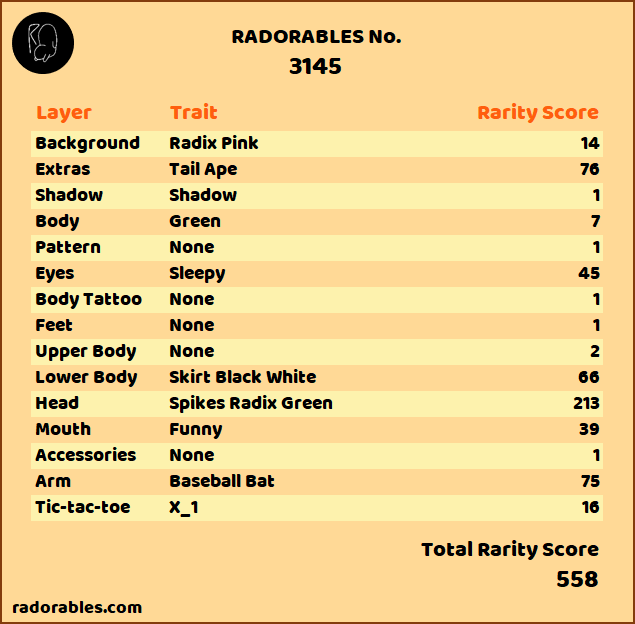 RADORABLES No.
3145
Layer Trait Rarity Score
Background Radix Pink 14
Extras Tail Ape 76
Shadow Shadow 1
Body Green 7
Pattern None 1
Eyes Sleepy 45
Body Tattoo None 1
Feet None 1
Upper Body None 2
Lower Body Skirt Black White 66
Head Spikes Radix Green 213
Mouth Funny 39
Accessories None 1
Arm Baseball Bat 75
Tic-tac-toe X_1 16
Total Rarity Score
558
radorables.com